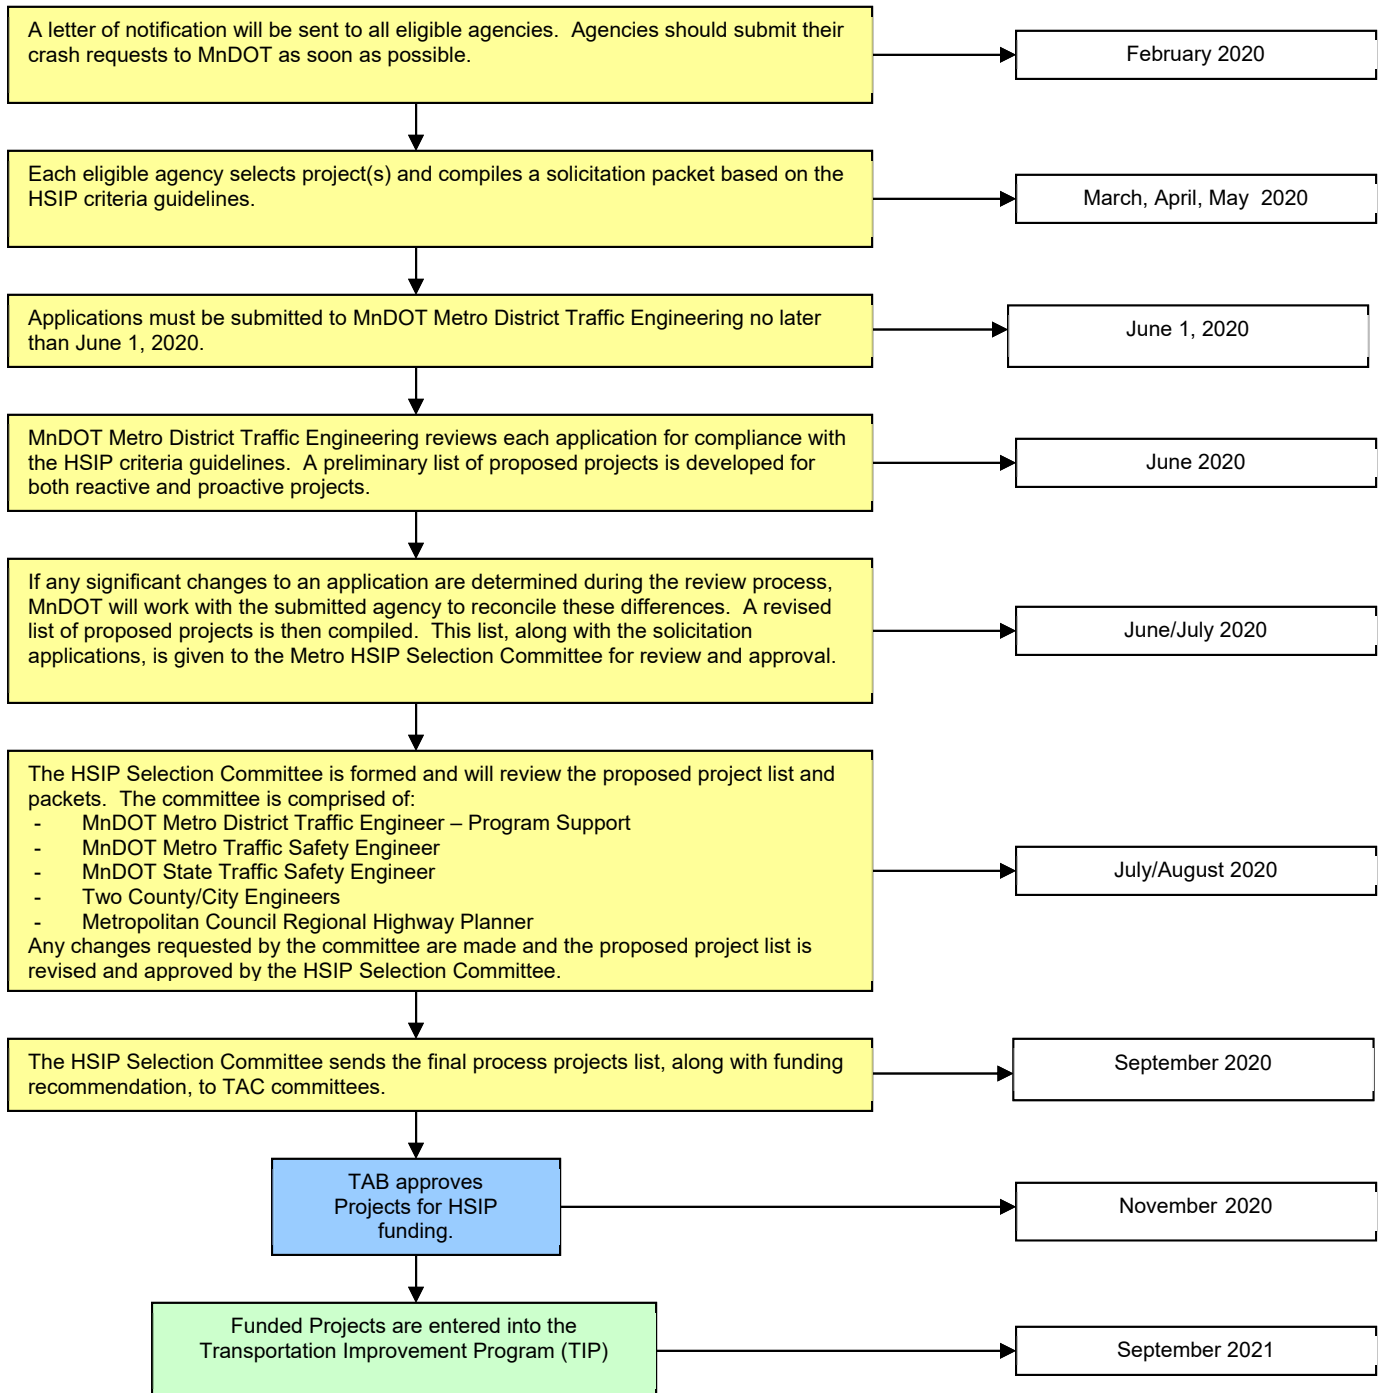 A letter of notification will be sent to all eligible agencies.  Agencies should submit their
crash requests to MnDOT as soon as possible.
February 2020
Each eligible agency selects project(s) and compiles a solicitation packet based on the
HSIP criteria guidelines.
March, April, May  2020
Applications must be submitted to MnDOT Metro District Traffic Engineering no later
than June 1, 2020.
June 1, 2020
MnDOT Metro District Traffic Engineering reviews each application for compliance with
the HSIP criteria guidelines.  A preliminary list of proposed projects is developed for
both reactive and proactive projects.
June 2020
If any significant changes to an application are determined during the review process,
MnDOT will work with the submitted agency to reconcile these differences.  A revised
list of proposed projects is then compiled.  This list, along with the solicitation
applications, is given to the Metro HSIP Selection Committee for review and approval.
June/July 2020
The HSIP Selection Committee is formed and will review the proposed project list and
packets.  The committee is comprised of:
- MnDOT Metro District Traffic Engineer – Program Support
- MnDOT Metro Traffic Safety Engineer
- MnDOT State Traffic Safety Engineer
- Two County/City Engineers
- Metropolitan Council Regional Highway Planner
Any changes requested by the committee are made and the proposed project list is
revised and approved by the HSIP Selection Committee.
July/August 2020
The HSIP Selection Committee sends the final process projects list, along with funding
recommendation, to TAC committees.
September 2020
TAB approves
Projects for HSIP
funding.
November 2020
Funded Projects are entered into the
Transportation Improvement Program (TIP)
September 2021